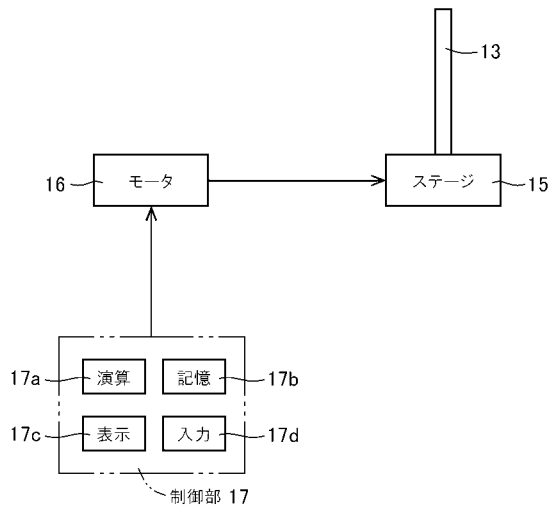 13
16 モータ ステージ 15
17a 演算 記憶 17b
17c 表示 入力 17d
制御部 17